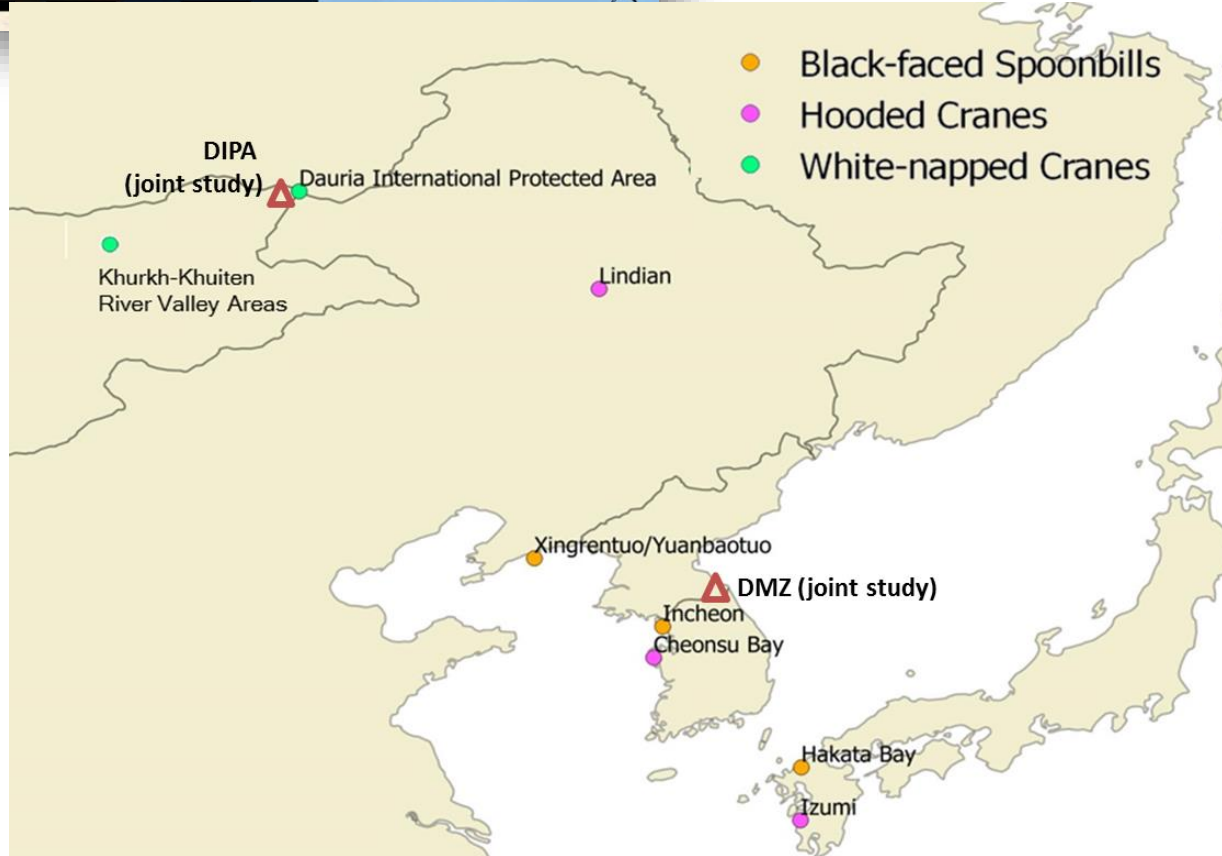 Black-faced Spoonbills
Hooded Cranes
White-napped Cranes
DIPA
(joint study)
Dauria International Protected Area
Khurkh-Khuiten
River Valley Areas
Lindian
Xingrentuo/Yuanbaotuo
DMZ (joint study)
Incheon
Cheonsu Bay
Hakata Bay
Izumi